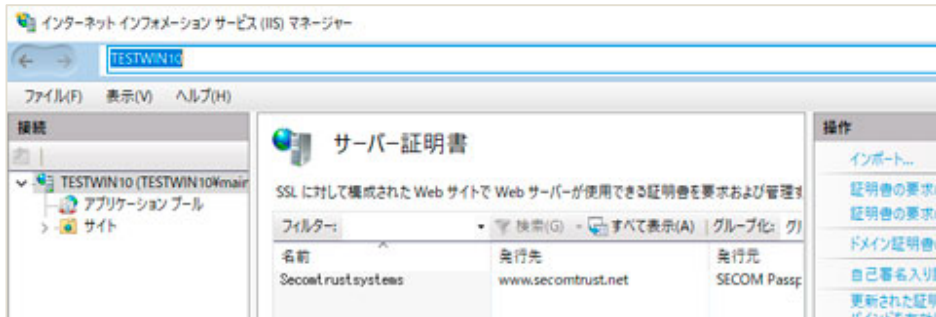 インターネット インフォメーション サービス (IIS) マネージャー
TESTWIN10
ファイル(F) 表示(V) ヘルプ(H)
接続
TESTWIN10 (TESTWIN10¥main
アプリケーション プール
サイト
サーバー証明書
SSL に対して構成された Web サイトで Web サーバーが使用できる証明書を要求および管理す
フィルター: 検索(G) すべて表示(A) グループ化: グ
名前 発行先 発行元
Secomtrustsystems www.secomtrust.net SECOM Passp
操作
インポート...
証明書の要求
証明書の要求
ドメイン証明書
自己署名入り
更新された証明